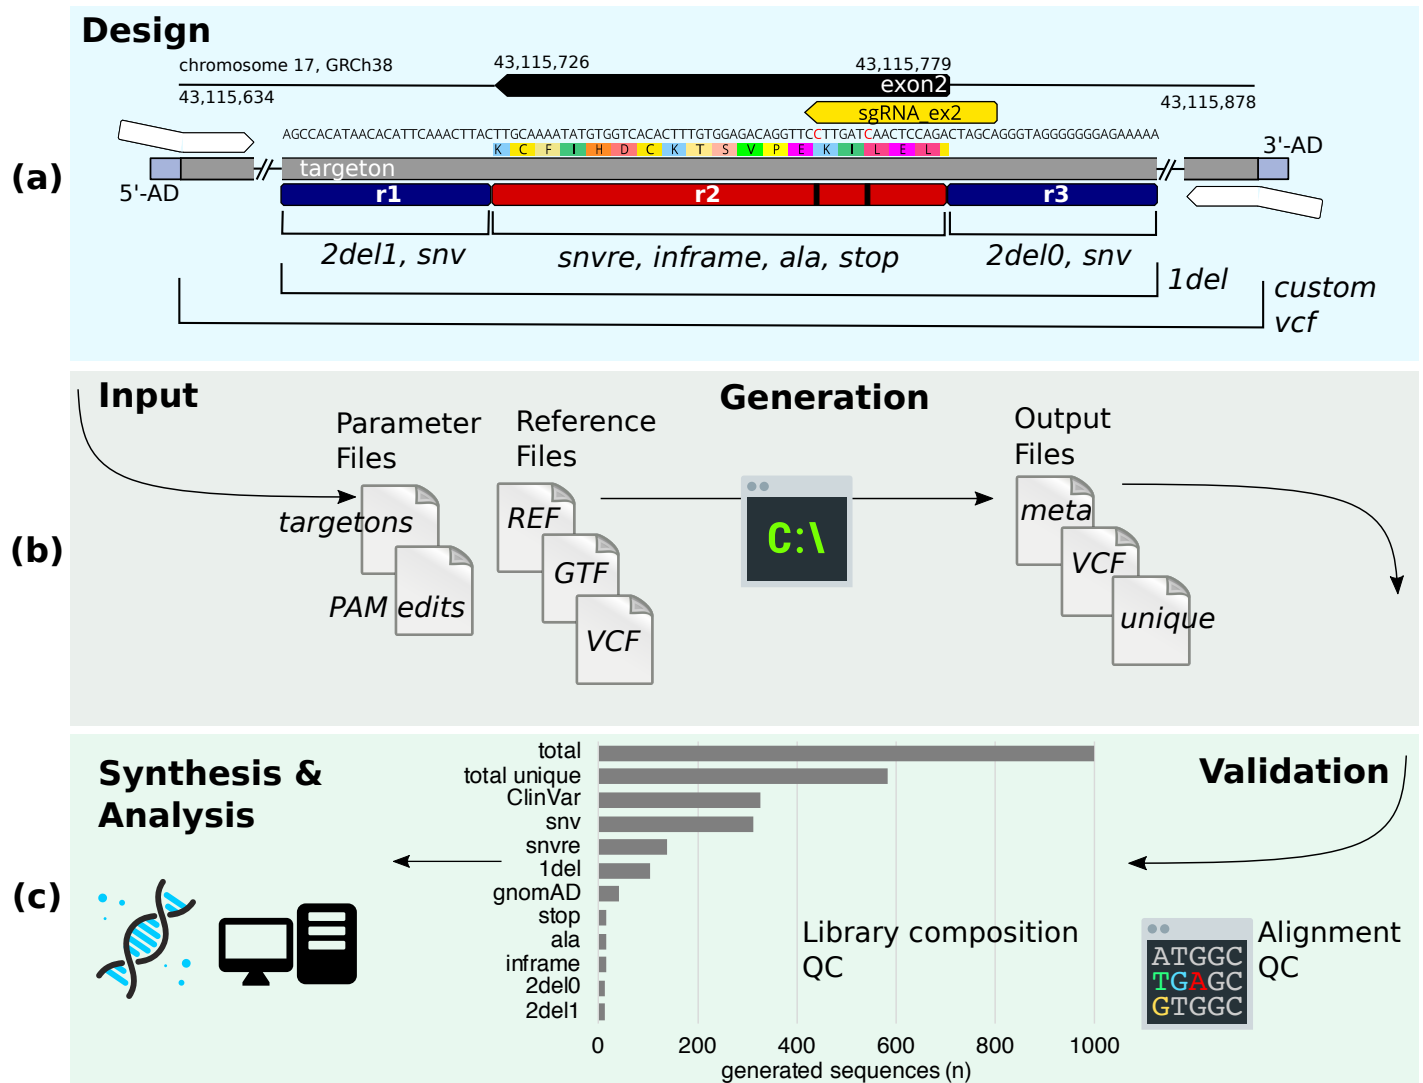 Design
(a)
chromosome 17, GRCh38
43,115,634
43,115,726
43,115,779
43,115,878
exon2
sgRNA_ex2
AGCCACATAACACATTCAAACTTACTTGCAAAATATGTGGTCACACTTTGTGGAGACAGGTTCCTTGATCAACTCCAGACTAGCAGGGTAGGGGGGGAGAAAAA
K C F I H D C K T S V P E K I L E L
targeton
5'-AD
3'-AD
r1
r2
r3
2del1, snv
snvre, inframe, ala, stop
2del0, snv
1del
custom
vcf
(b)
Input
Generation
Parameter
Files
targetons
PAM edits
Reference
Files
REF
GTF
VCF
C:\
Output
Files
meta
VCF
unique
(c)
Synthesis &
Analysis
Validation
total
total unique
ClinVar
snv
snvre
1del
gnomAD
stop
ala
inframe
2del0
2del1
0 200 400 600 800 1000
generated sequences (n)
Library composition
QC
ATGGC
TGAGC
GTGGC
Alignment
QC